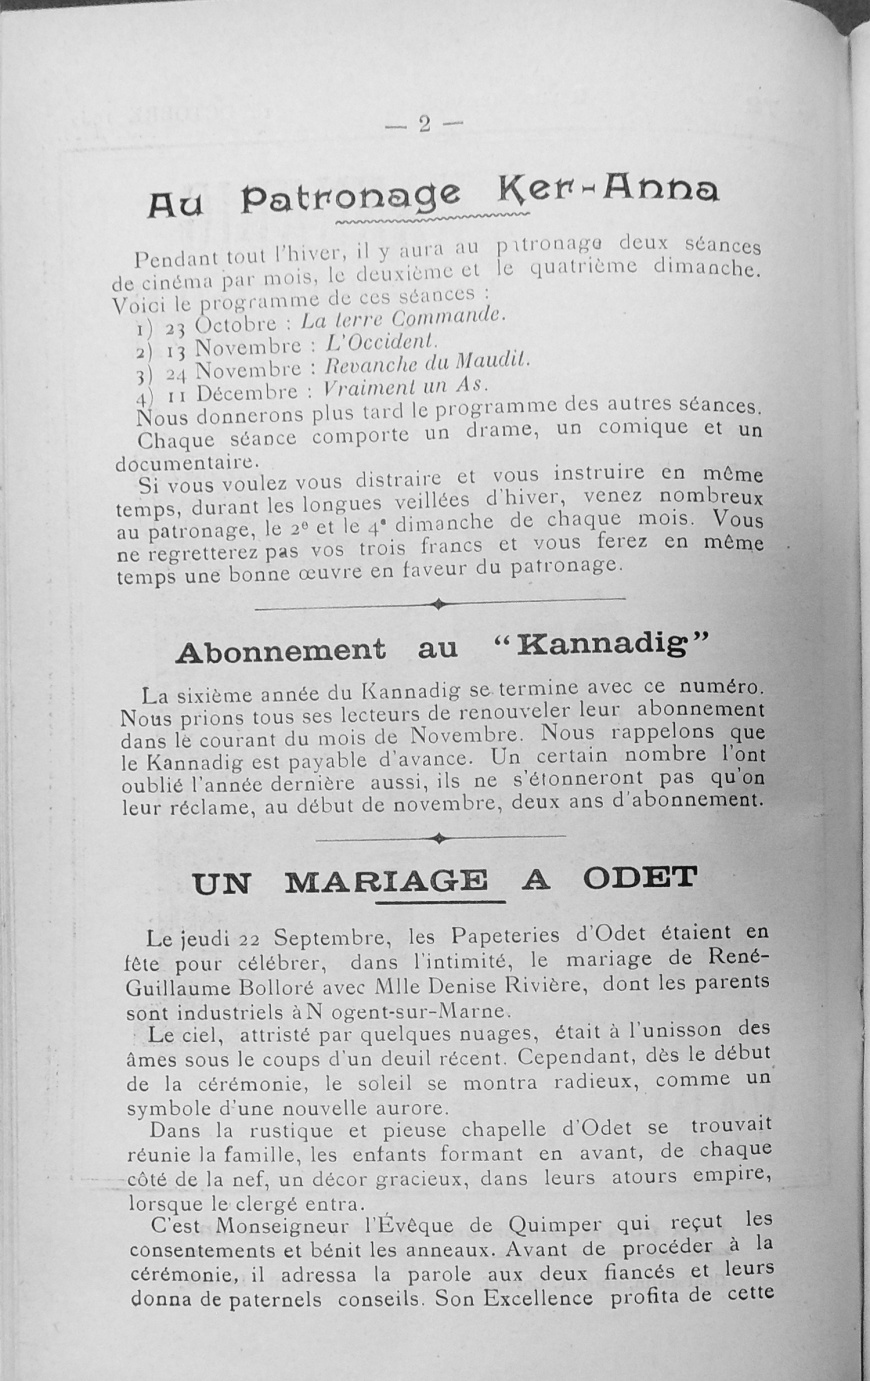 — 2 —
Au Patronage Ker-Anna
Pendant tout l'hiver, il y aura au patronage deux séances
de cinéma par mois, le deuxième et le quatrième dimanche.
Voici le programme de ces séances :
1) 23 Octobre : La terre Commande.
2) 13 Novembre : L'Occident.
3) 24 Novembre : Revanche du Maudit.
4) 11 Décembre : Vraiment un As.
Nous donnerons plus tard le programme des autres séances.
Chaque séance comporte un drame, un comique et un
documentaire.
Si vous voulez vous distraire et vous instruire en même
temps, durant les longues veillées d'hiver, venez nombreux
au patronage, le 2e et le 4e dimanche de chaque mois. Vous
ne regretterez pas vos trois francs et vous ferez en même
temps une bonne œuvre en faveur du patronage.
Abonnement au “Kannadig”
La sixième année du Kannadig se termine avec ce numéro.
Nous prions tous ses lecteurs de renouveler leur abonnement
dans le courant du mois de Novembre. Nous rappelons que
le Kannadig est payable d'avance. Un certain nombre l'ont
oublié l'année dernière aussi, ils ne s'étonneront pas qu'on
leur réclame, au début de novembre, deux ans d'abonnement.
UN MARIAGE A ODET
Le jeudi 22 Septembre, les Papeteries d'Odet étaient en
fête pour célébrer, dans l'intimité, le mariage de René-
Guillaume Bolloré avec Mlle Denise Rivière, dont les parents
sont industriels àN ogent-sur-Marne.
Le ciel, attristé par quelques nuages, était à l'unisson des
âmes sous le coups d'un deuil récent. Cependant, dès le début
de la cérémonie, le soleil se montra radieux, comme un
symbole d'une nouvelle aurore.
Dans la rustique et pieuse chapelle d'Odet se trouvait
réunie la famille, les enfants formant en avant, de chaque
côté de la nef, un décor gracieux, dans leurs atours empire,
lorsque le clergé entra.
C'est Monseigneur l'Évêque de Quimper qui reçut les
consentements et bénit les anneaux. Avant de procéder à la
cérémonie, il adressa la parole aux deux fiancés et leurs
donna de paternels conseils. Son Excellence profita de cette